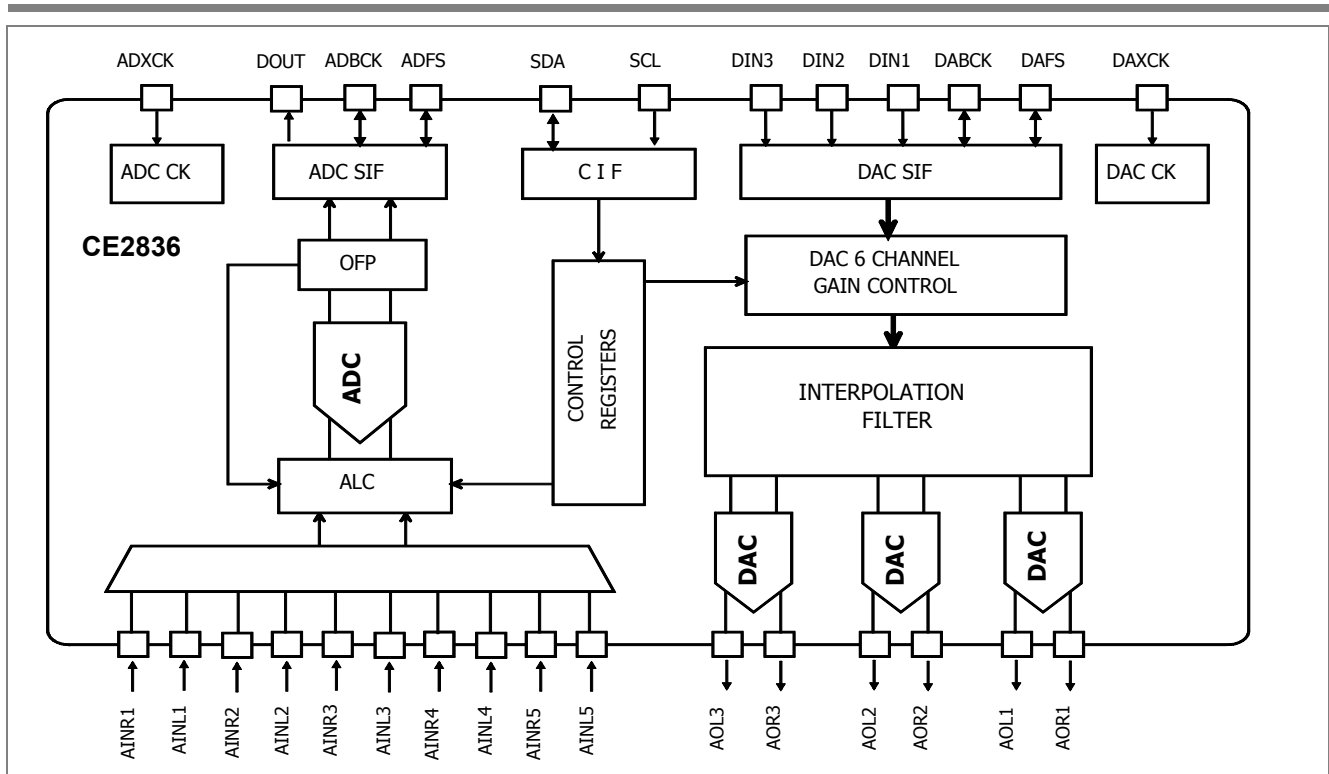 ADXCK DOUT ADBCK ADFS SDA SCL DIN3 DIN2 DIN1 DABCK DAFS DAXCK
ADC CK
ADC SIF
C I F
DAC SIF
DAC CK
CE2836
OFP
DAC 6 CHANNEL
GAIN CONTROL
ADC
CONTROL
REGISTERS
INTERPOLATION
FILTER
ALC
DAC
DAC
DAC
AINR1
AINL1
AINR2
AINL2
AINR3
AINL3
AINR4
AINL4
AINR5
AINL5
AOL3
AOR3
AOL2
AOR2
AOL1
AOR1